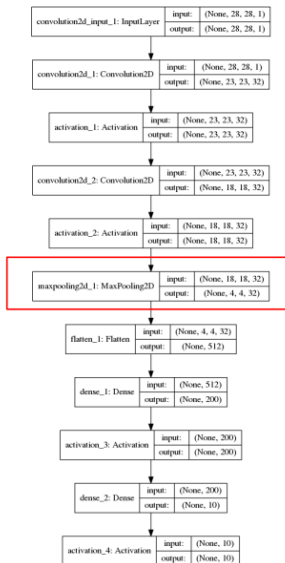 convolution2d_input_1: InputLayer input: (None, 28, 28, 1)
output: (None, 28, 28, 1)
convolution2d_1: Convolution2D input: (None, 28, 28, 1)
output: (None, 23, 23, 32)
activation_1: Activation input: (None, 23, 23, 32)
output: (None, 23, 23, 32)
convolution2d_2: Convolution2D input: (None, 23, 23, 32)
output: (None, 18, 18, 32)
activation_2: Activation input: (None, 18, 18, 32)
output: (None, 18, 18, 32)
maxpooling2d_1: MaxPooling2D input: (None, 18, 18, 32)
output: (None, 4, 4, 32)
flatten_1: Flatten input: (None, 4, 4, 32)
output: (None, 512)
dense_1: Dense input: (None, 512)
output: (None, 200)
activation_3: Activation input: (None, 200)
output: (None, 200)
dense_2: Dense input: (None, 200)
output: (None, 10)
activation_4: Activation input: (None, 10)
output: (None, 10)